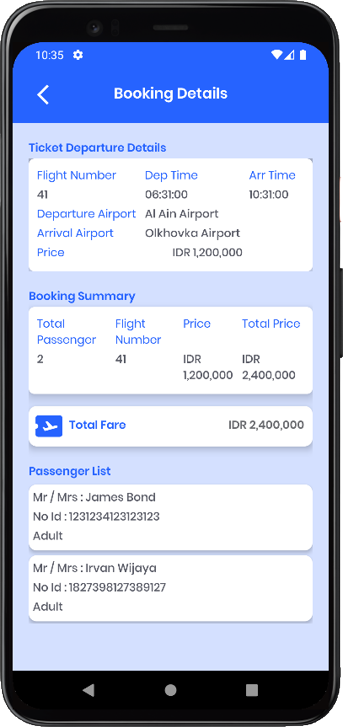 10:35
Booking Details
Ticket Departure Details
Flight Number Dep Time Arr Time
41 06:31:00 10:31:00
Departure Airport Al Ain Airport
Arrival Airport Olkhovka Airport
Price IDR 1,200,000
Booking Summary
Total Passenger Flight Number Price Total Price
2 41 IDR 1,200,000 IDR 2,400,000
Total Fare IDR 2,400,000
Passenger List
Mr / Mrs : James Bond
No Id : 1231234123123123
Adult
Mr / Mrs : Irvan Wijaya
No Id : 1827398127389127
Adult